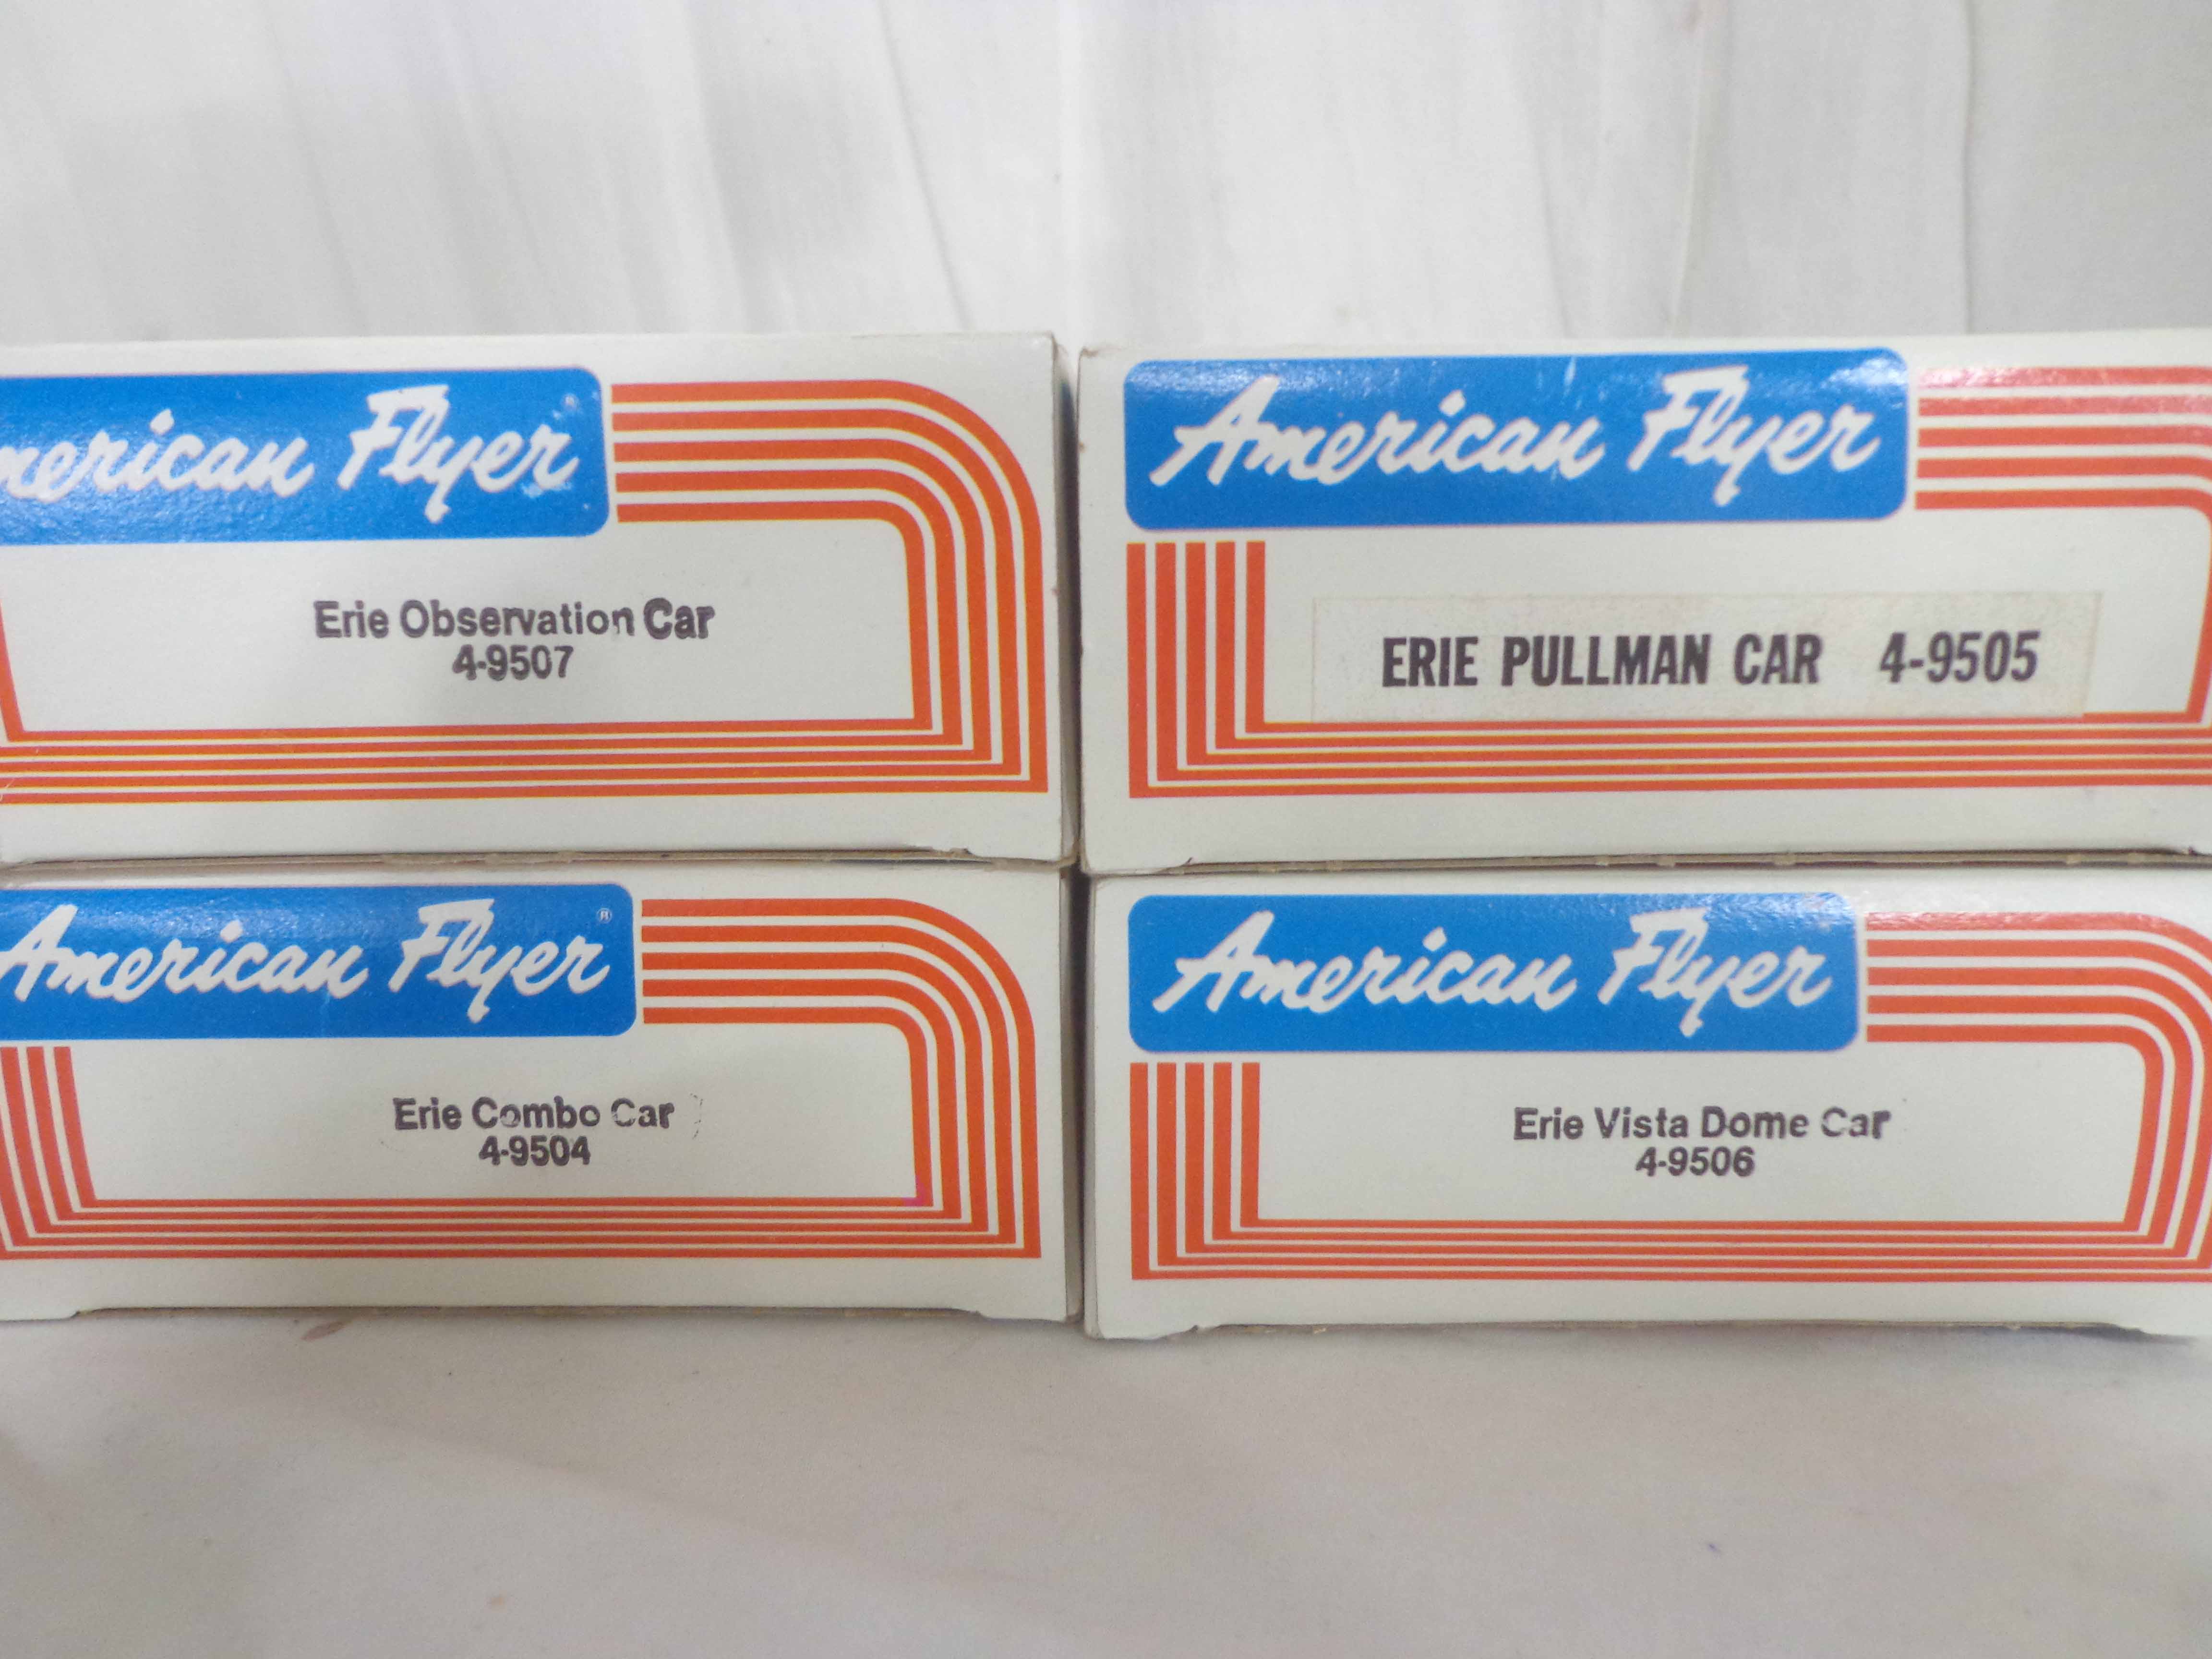 merican Flyer®
Erie Observation Car
4-9507
American Flyer
ERIE PULLMAN CAR 4-9505
American Flyer®
Erie Combo Car
4-9504
American Flyer
Erie Vista Dome Car
4-9506